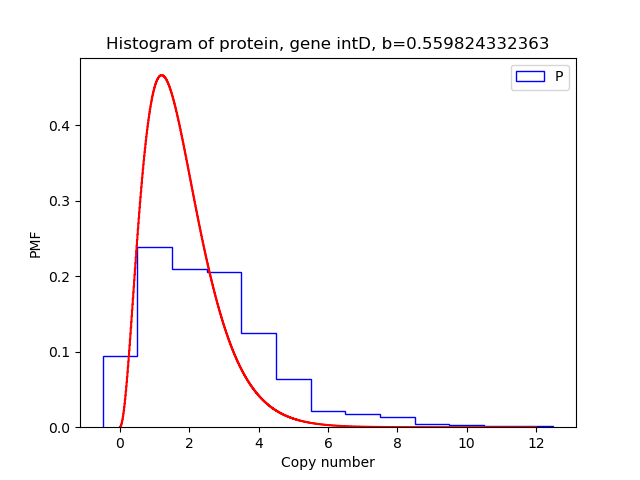 Histogram of protein, gene intD, b=0.559824332363
P
PMF
0.4
0.3
0.2
0.1
0.0
0 2 4 6 8 10 12
Copy number